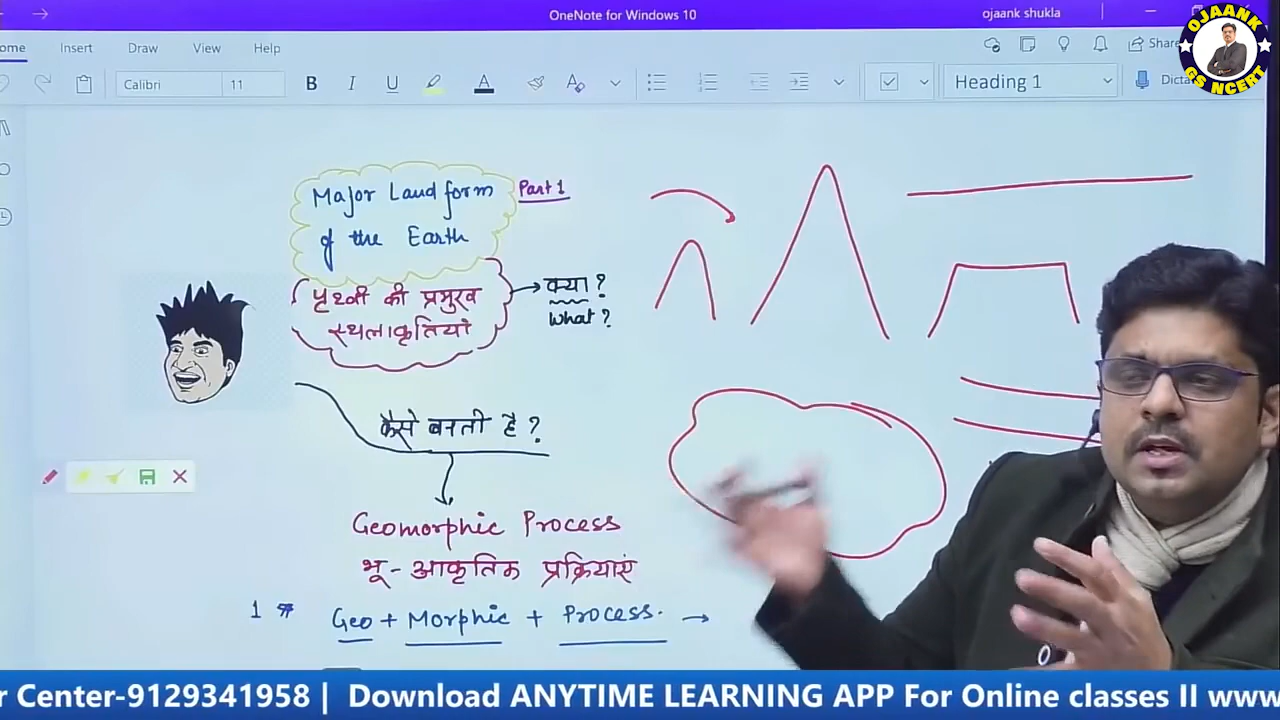 OneNote for Windows 10
ojaank shukla
ome Insert Draw View Help
Share
Calibri 11 B I U A Heading 1 Dicta
OJAANK
GS NCERT
Major Land form
of the Earth
Part 1
पृथ्वी की प्रमुख
स्थलाकृतियां
क्या ?
What ?
कैसे बनती है ?
Geomorphic Process
भू - आकृतिक प्रक्रियाएं
1 * Geo + Morphic + Process. →
r Center-9129341958 | Download ANYTIME LEARNING APP For Online classes II www